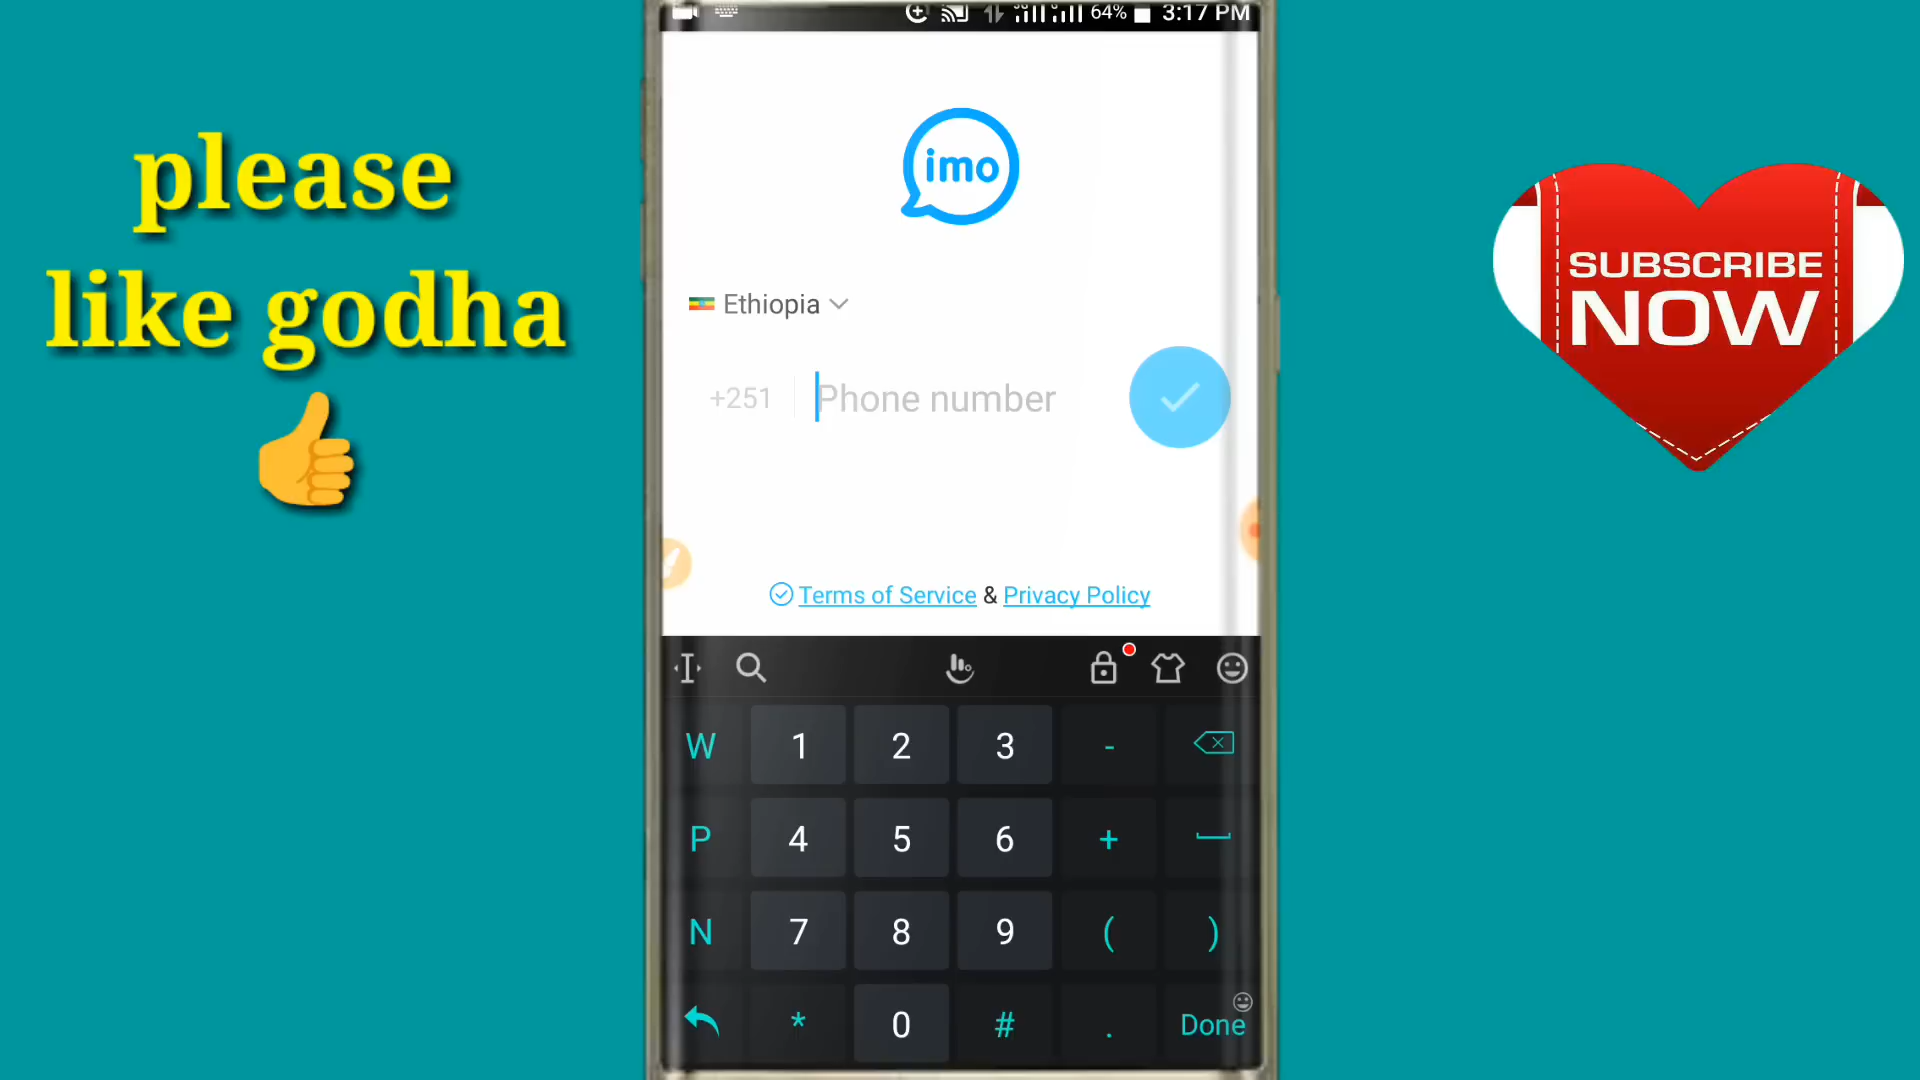 64% 3:17 PM
please
like godha
imo
Ethiopia
+251 Phone number
Terms of Service & Privacy Policy
SUBSCRIBE
NOW
W 1 2 3 -
P 4 5 6 +
N 7 8 9 ( )
* 0 # . Done